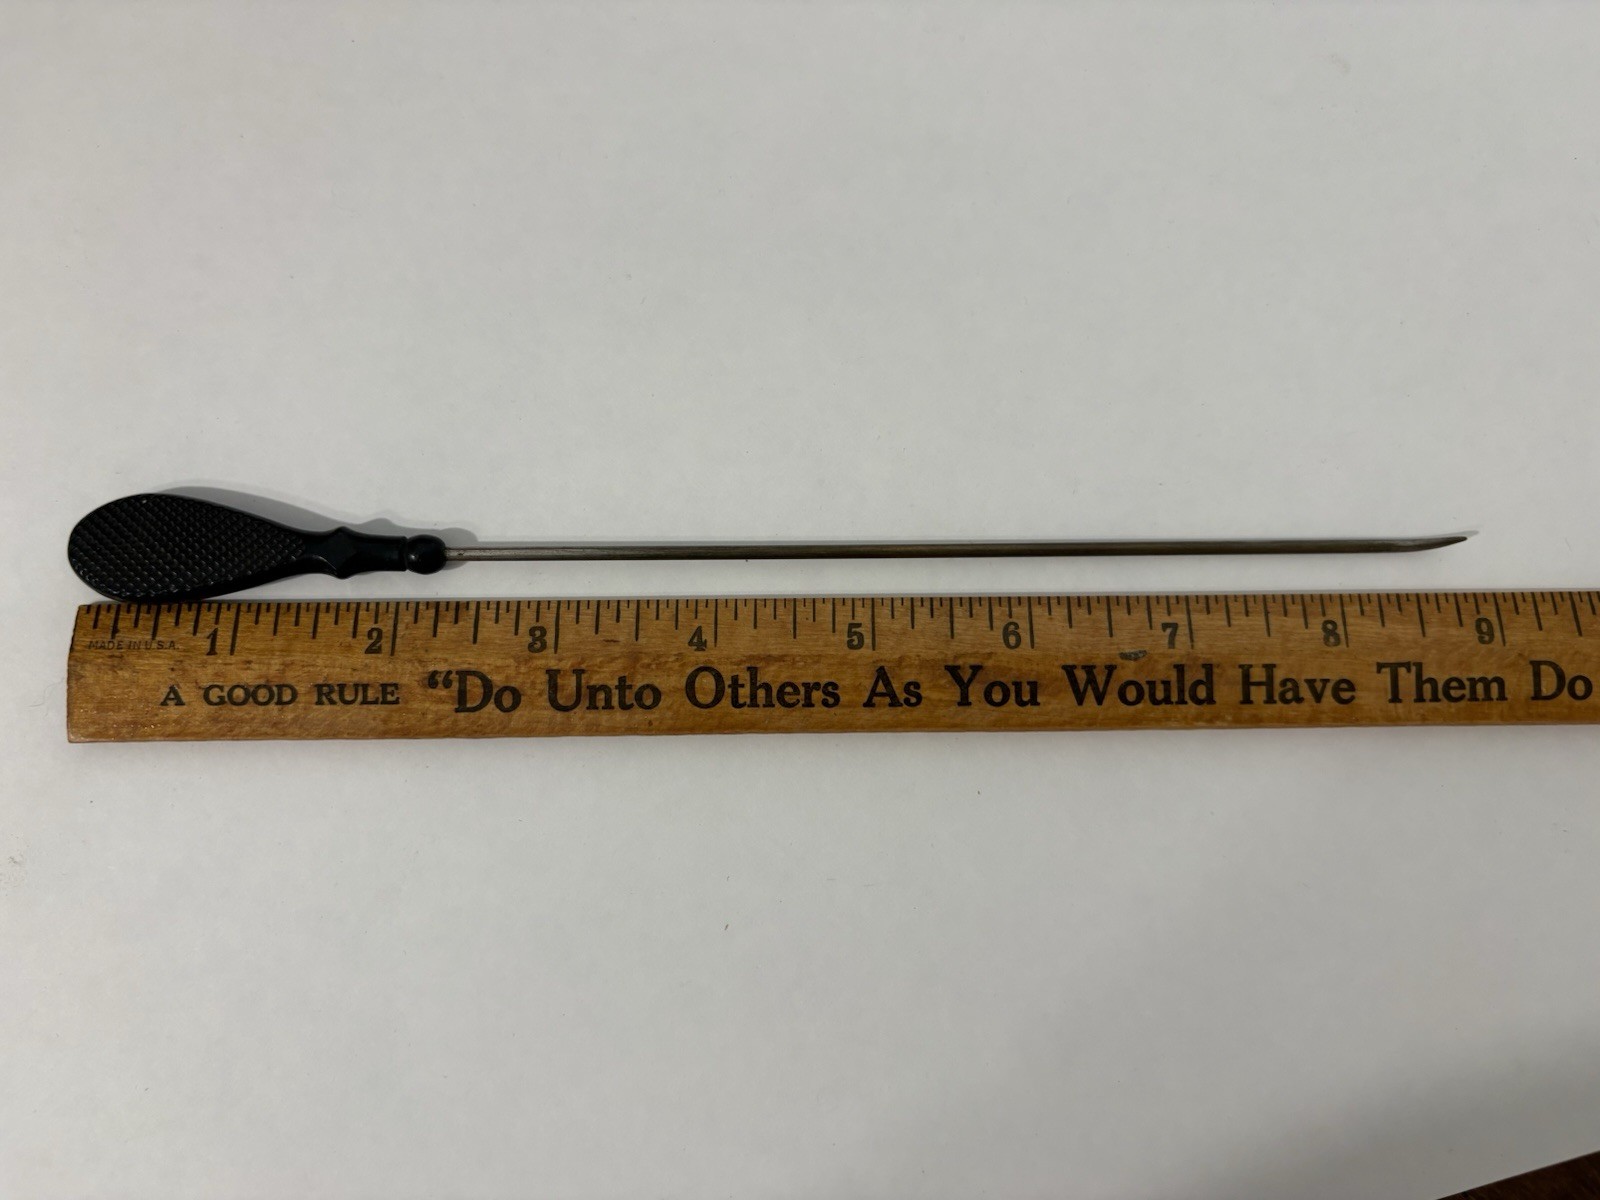 1 2 3 4 5 6 7 8 9
MADE IN U.S.A.
A GOOD RULE "Do Unto Others As You Would Have Them Do